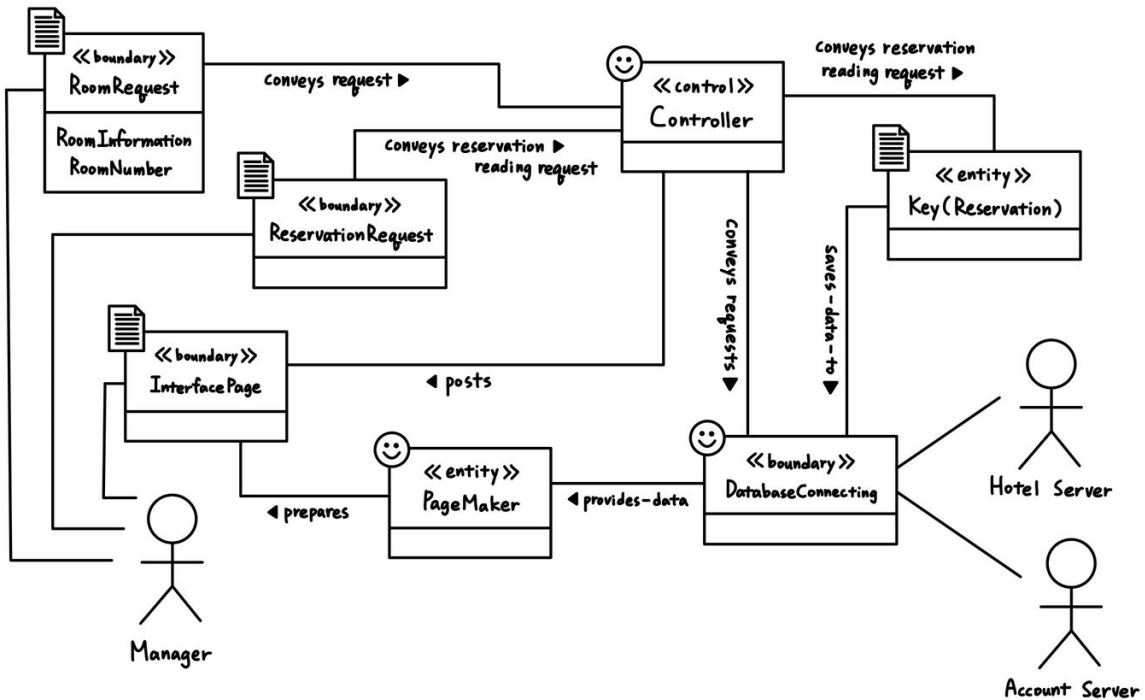 «boundary»
RoomRequest
RoomInformation
RoomNumber
Conveys request ▶
«control»
Controller
Conveys reservation
reading request ▶
Conveys reservation ▶
reading request
«boundary»
ReservationRequest
«entity»
Key(Reservation)
Conveys requests ▶
saves-data-to ▶
«boundary»
InterfacePage
◀ posts
«entity»
PageMaker
◀ prepares
◀ provides-data
«boundary»
DatabaseConnecting
Hotel Server
Manager
Account Server